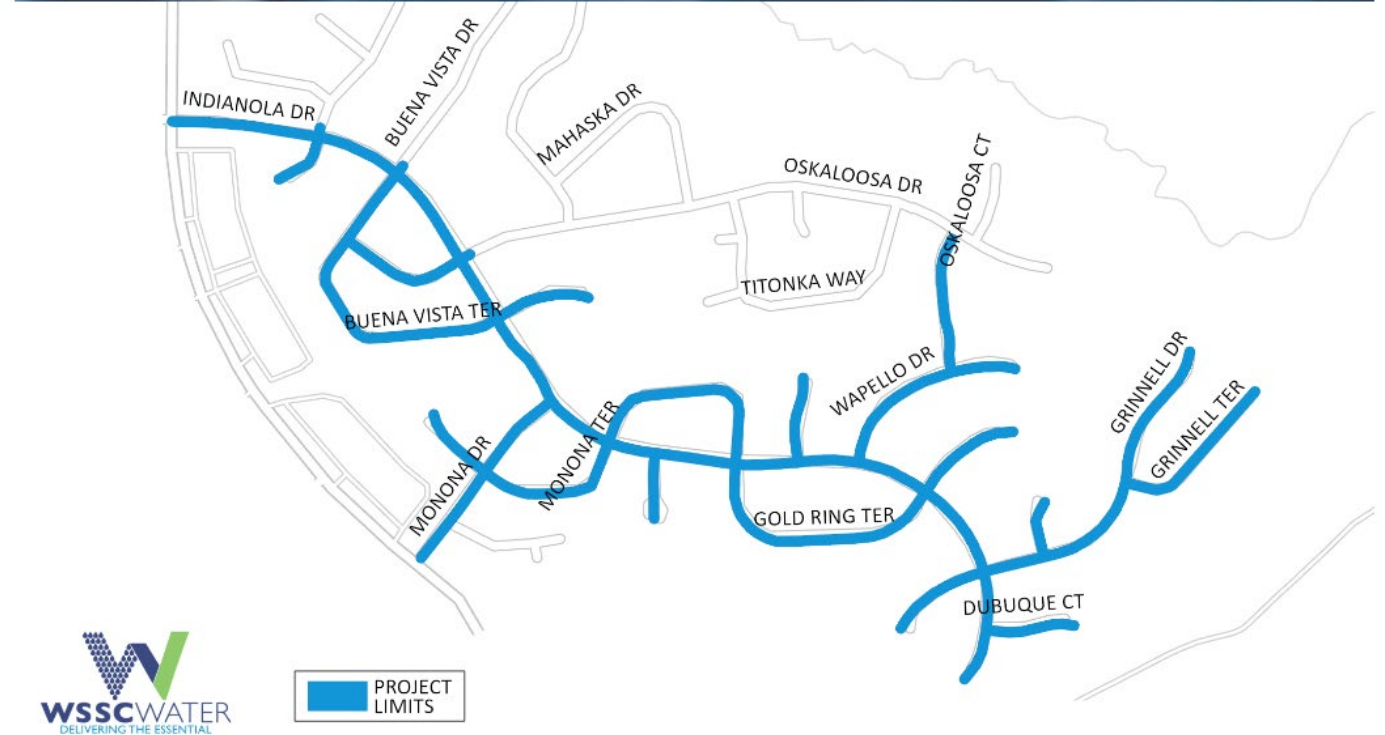 INDIANOLA DR
BUENA VISTA DR
MAHASKA DR
OSKALOOSA DR
OSKALOOSA CT
TITONKA WAY
BUENA VISTA TER
WAPELLO DR
GRINNELL DR
GRINNELL TER
MONONA DR
MONONA TER
GOLD RING TER
DUBUQUE CT
WSSCWATER
DELIVERING THE ESSENTIAL
PROJECT
LIMITS